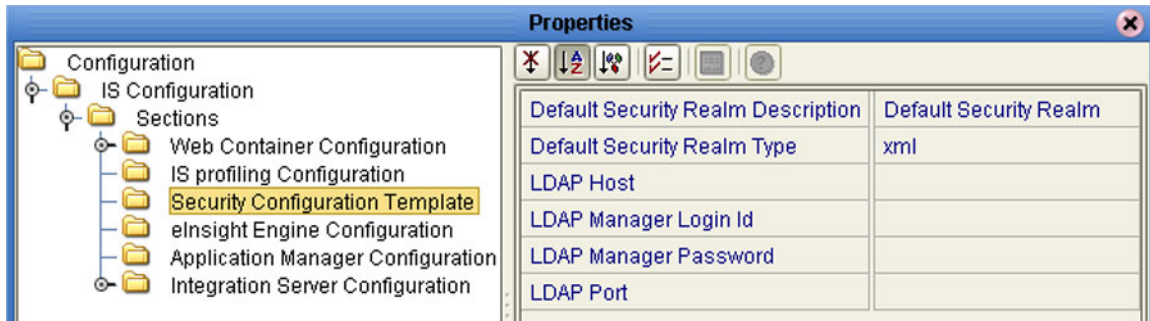 Properties
Configuration
IS Configuration
Sections
Web Container Configuration
IS profiling Configuration
Security Configuration Template
eInsight Engine Configuration
Application Manager Configuration
Integration Server Configuration
Default Security Realm Description Default Security Realm
Default Security Realm Type xml
LDAP Host
LDAP Manager Login Id
LDAP Manager Password
LDAP Port